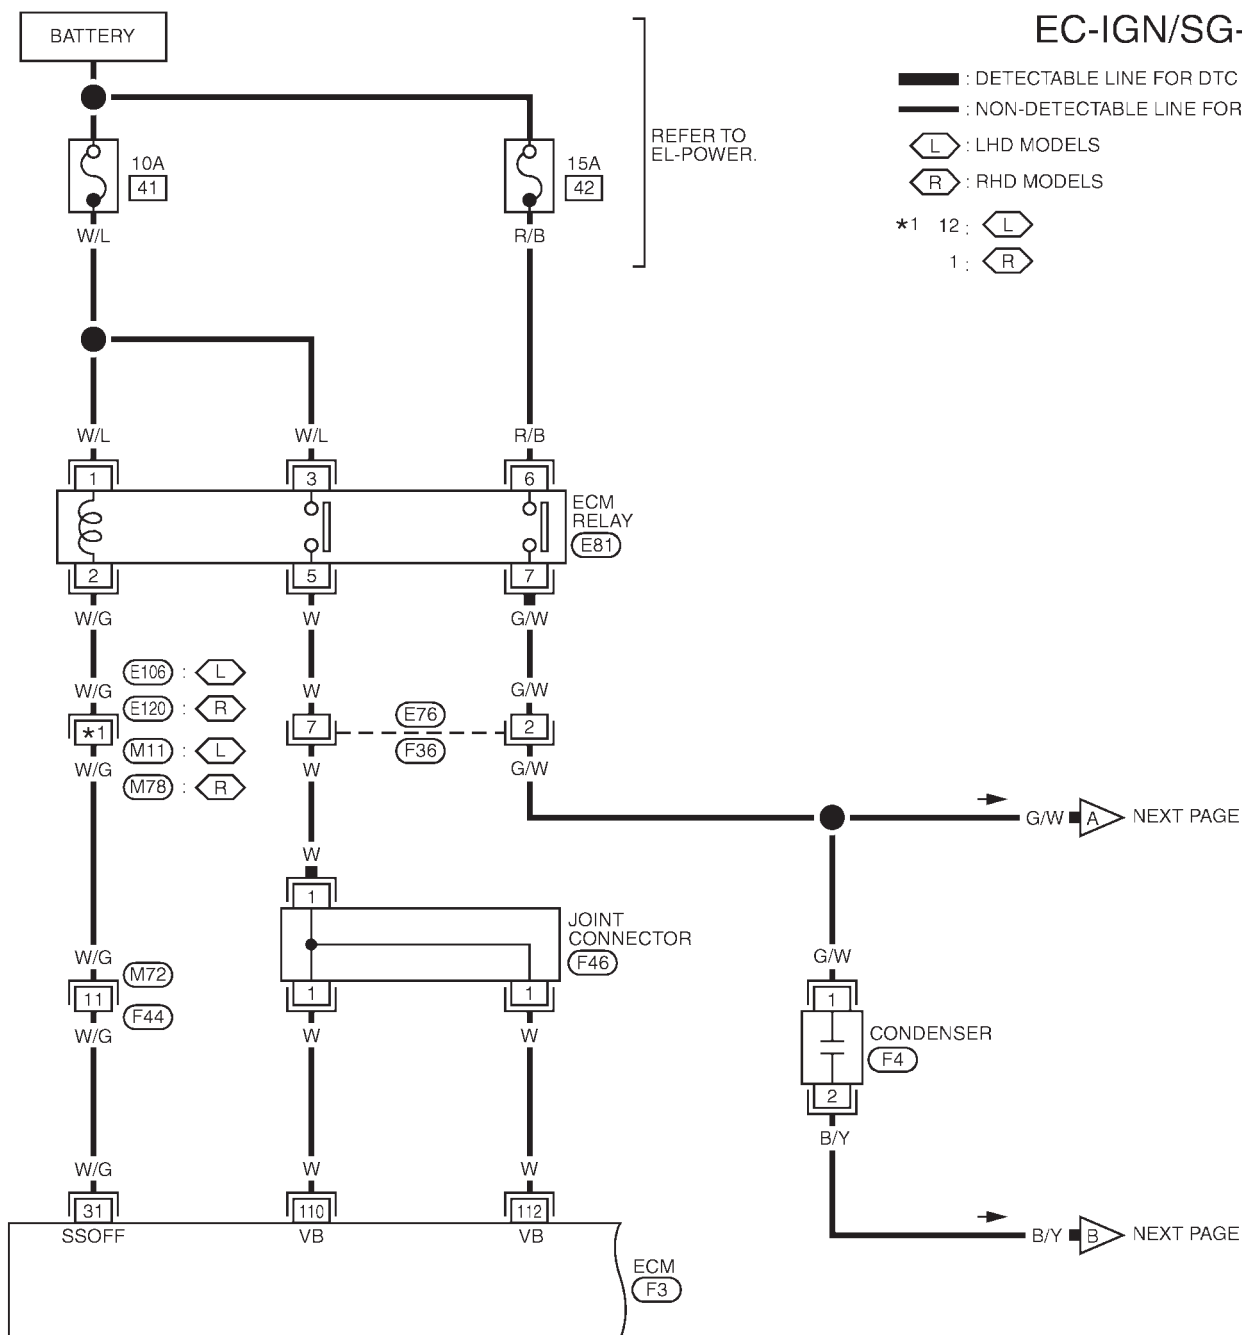 EC-IGN/SG-
BATTERY
: DETECTABLE LINE FOR DTC
: NON-DETECTABLE LINE FOR
REFER TO
EL-POWER.
L : LHD MODELS
R : RHD MODELS
10A
41
15A
42
*1 12 : L
1 : R
W/L R/B
W/L W/L R/B
1 3 6
ECM
RELAY
E81
2 5 7
W/G W G/W
E106 : L
W/G W G/W
E120 : R
E76
*1 7 2
F36
M11 : L
W/G W G/W
M78 : R
G/W A NEXT PAGE
W
1
JOINT
CONNECTOR
F46
W/G
M72
G/W
11 1 1 1
F44
W/G W W
CONDENSER
F4
2
B/Y
W/G W W
31 110 112
SSOFF VB VB
B/Y B NEXT PAGE
ECM
F3